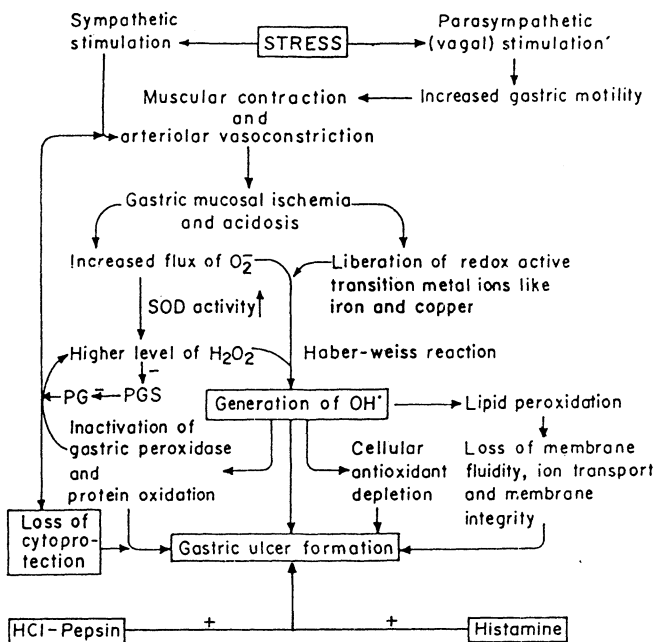 Sympathetic
stimulation
STRESS
Parasympathetic
(vagal) stimulation
Muscular contraction
and
arteriolar vasoconstriction
Increased gastric motility
Gastric mucosal ischemia
and acidosis
Increased flux of O2̄
Liberation of redox active
transition metal ions like
iron and copper
SOD activity
Higher level of H2O2
Haber-weiss reaction
–
PG
–
PGS
Generation of OH•
Lipid peroxidation
Inactivation of
gastric peroxidase
and
protein oxidation
Cellular
antioxidant
depletion
Loss of membrane
fluidity, ion transport
and membrane
integrity
Loss of
cytopro-
tection
Gastric ulcer formation
HCl-Pepsin
+
+
Histamine